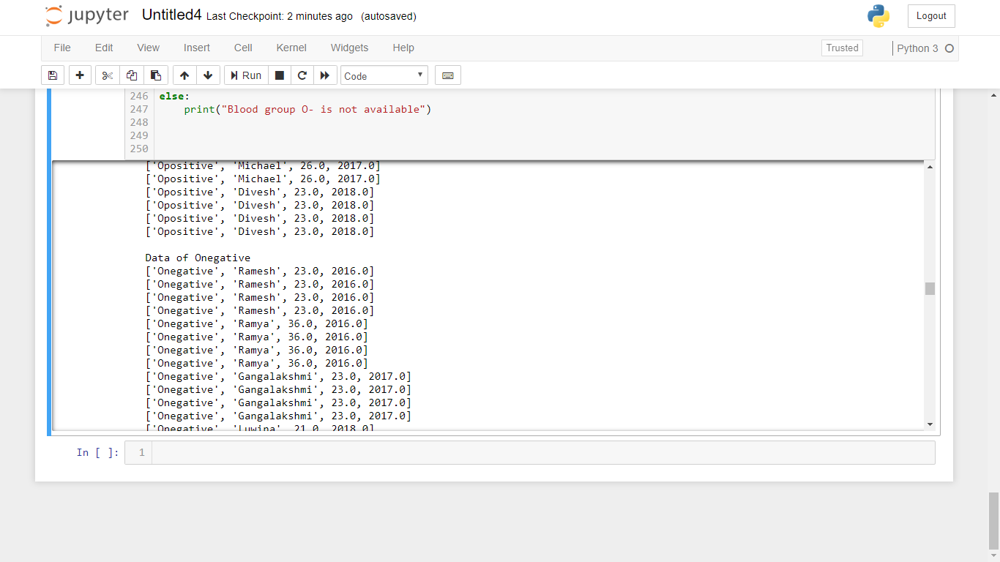 jupyter Untitled4 Last Checkpoint: 2 minutes ago (autosaved) Logout
File Edit View Insert Cell Kernel Widgets Help Trusted Python 3
Run Code
246 else:
247 print("Blood group O- is not available")
248
249
250
['Opositive', 'Michael', 26.0, 2017.0]
['Opositive', 'Michael', 26.0, 2017.0]
['Opositive', 'Divesh', 23.0, 2018.0]
['Opositive', 'Divesh', 23.0, 2018.0]
['Opositive', 'Divesh', 23.0, 2018.0]
['Opositive', 'Divesh', 23.0, 2018.0]
Data of Onegative
['Onegative', 'Ramesh', 23.0, 2016.0]
['Onegative', 'Ramesh', 23.0, 2016.0]
['Onegative', 'Ramesh', 23.0, 2016.0]
['Onegative', 'Ramesh', 23.0, 2016.0]
['Onegative', 'Ramya', 36.0, 2016.0]
['Onegative', 'Ramya', 36.0, 2016.0]
['Onegative', 'Ramya', 36.0, 2016.0]
['Onegative', 'Ramya', 36.0, 2016.0]
['Onegative', 'Gangalakshmi', 23.0, 2017.0]
['Onegative', 'Gangalakshmi', 23.0, 2017.0]
['Onegative', 'Gangalakshmi', 23.0, 2017.0]
['Onegative', 'Gangalakshmi', 23.0, 2017.0]
['Onegative', 'Luwina', 21.0, 2018.0]
In [ ]: 1